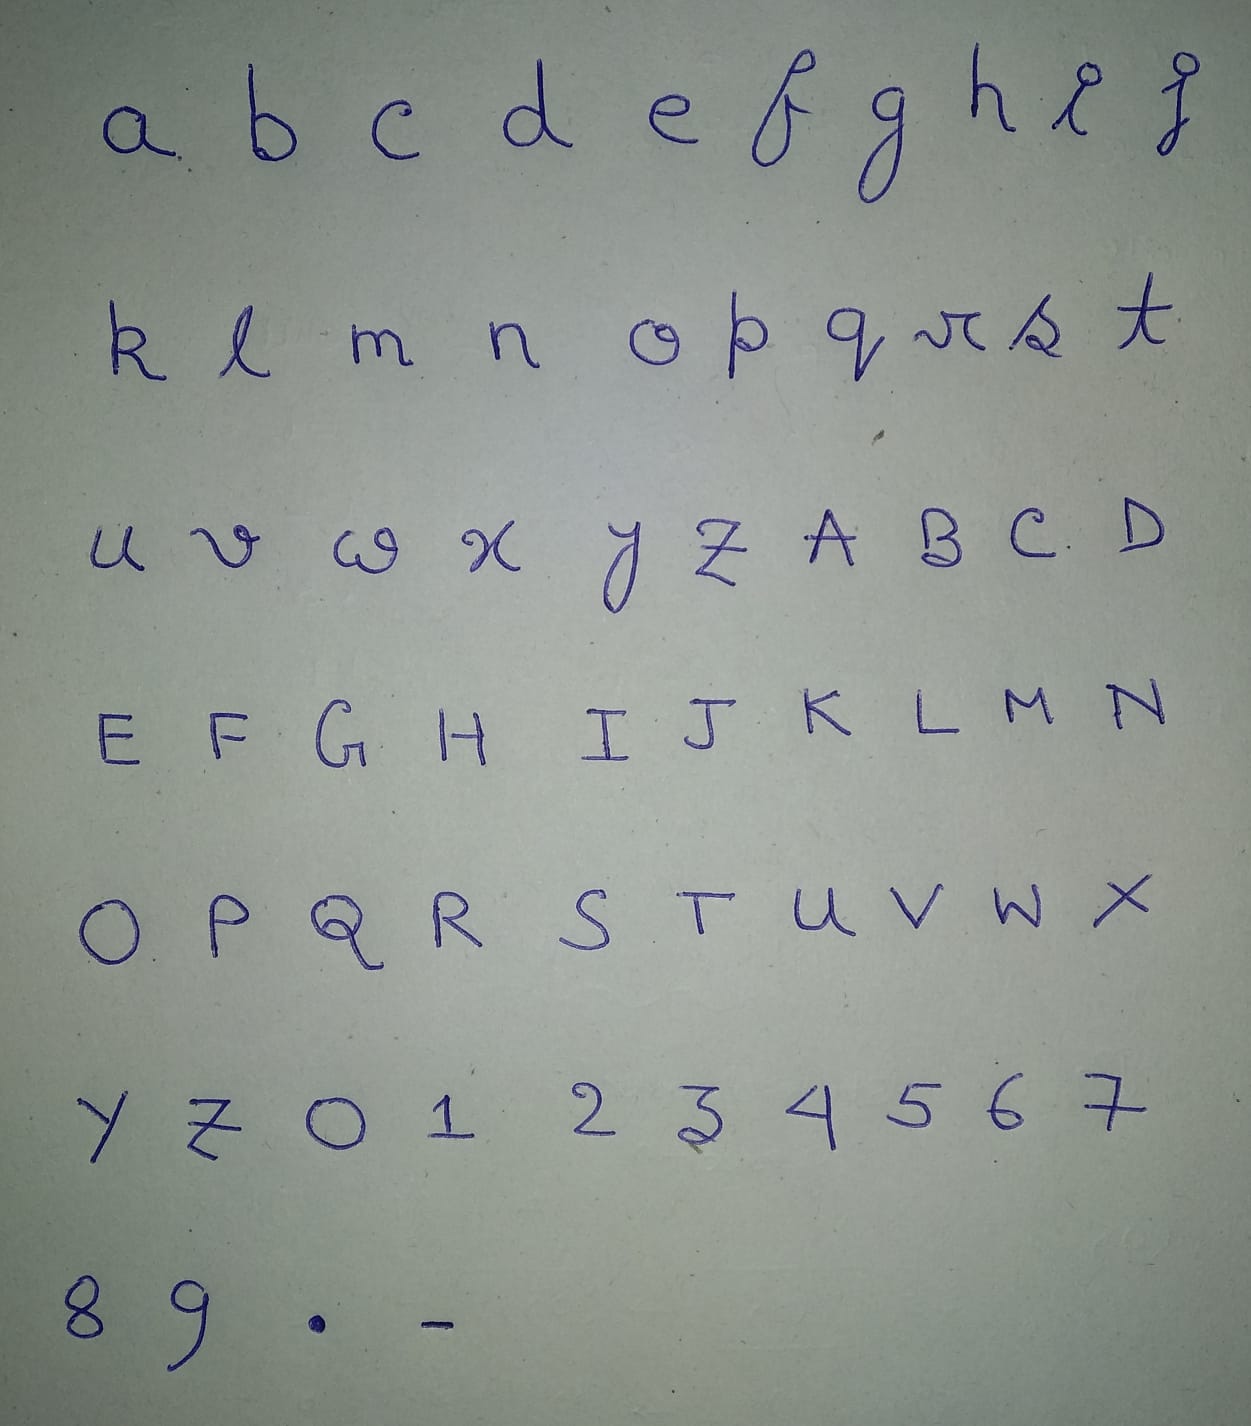 a b c d e f g h i j
k l m n o p q r s t
u v w x y z A B C D
E F G H I J K L M N
O P Q R S T U V W X
Y Z 0 1 2 3 4 5 6 7
8 9 . -